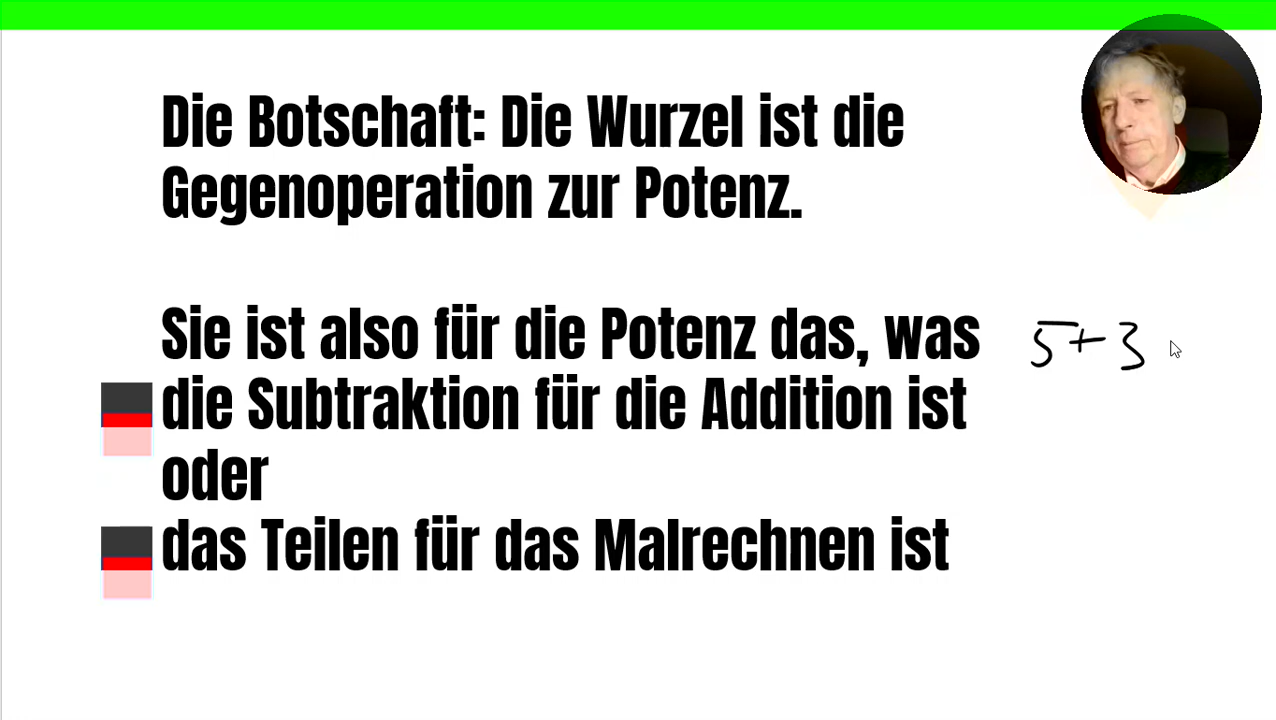 Die Botschaft: Die Wurzel ist die
Gegenoperation zur Potenz.
Sie ist also für die Potenz das, was
5+3
die Subtraktion für die Addition ist
oder
das Teilen für das Malrechnen ist